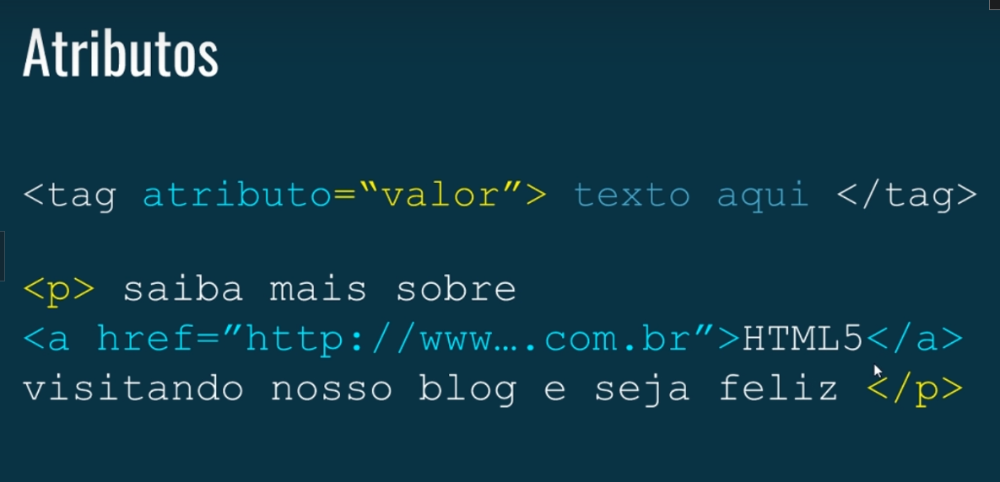 Atributos
<tag atributo=“valor”> texto aqui </tag>
<p> saiba mais sobre
<a href=”http://www….com.br”>HTML5</a>
visitando nosso blog e seja feliz </p>